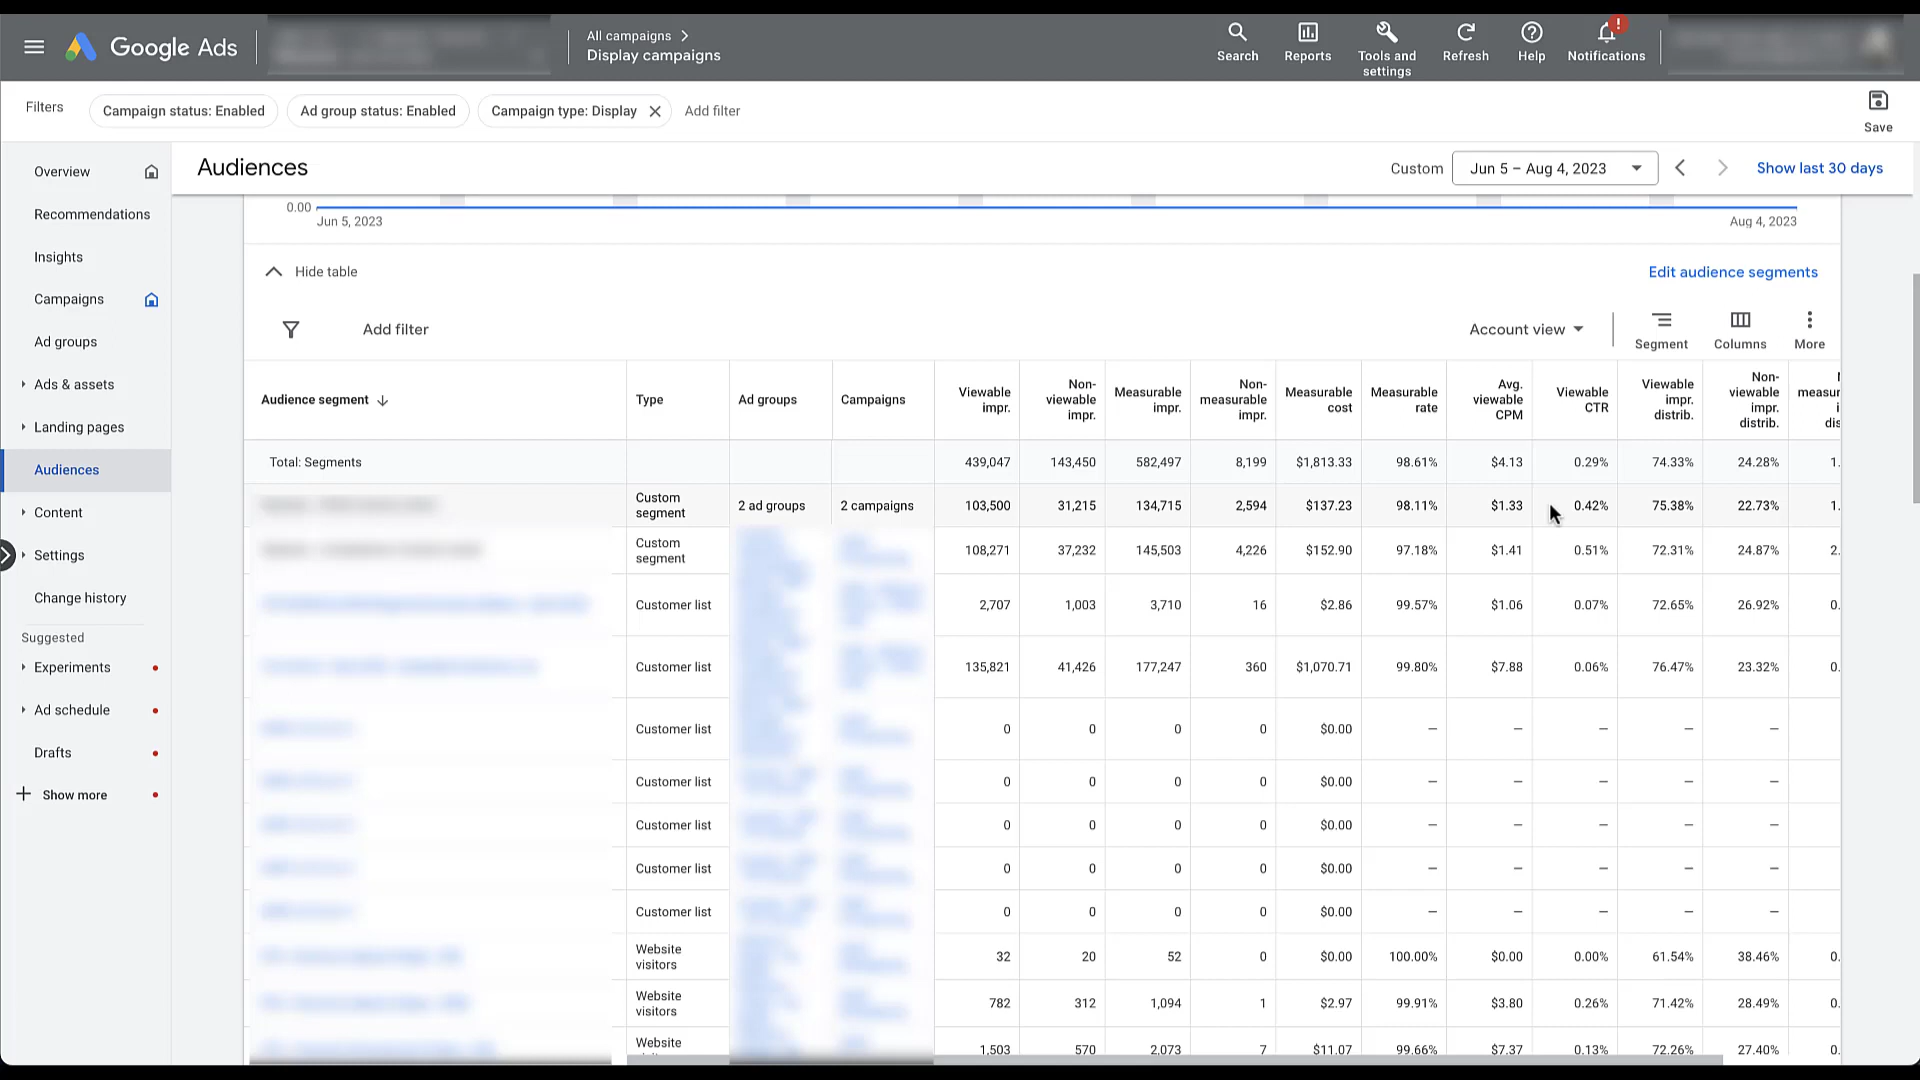 Google Ads
All campaigns
Display campaigns
Search
Reports
Tools and settings
Refresh
Help
!
Notifications
Filters
Campaign status: Enabled
Ad group status: Enabled
Campaign type: Display
Add filter
Save
Overview
Recommendations
Insights
Campaigns
Ad groups
Ads & assets
Landing pages
Audiences
Content
Settings
Change history
Suggested
Experiments
Ad schedule
Drafts
Show more
Audiences
Custom
Jun 5 – Aug 4, 2023
Show last 30 days
0.00
Jun 5, 2023
Aug 4, 2023
Hide table
Edit audience segments
Add filter
Account view
Segment
Columns
More
Audience segment Type Ad groups Campaigns Viewable impr. Non-viewable impr. Measurable impr. Non-measurable impr. Measurable cost Measurable rate Avg. viewable CPM Viewable CTR Viewable impr. distrib. Non-viewable impr. distrib.
Total: Segments 439,047 143,450 582,497 8,199 $1,813.33 98.61% $4.13 0.29% 74.33% 24.28% 1.
Custom segment 2 ad groups 2 campaigns 103,500 31,215 134,715 2,594 $137.23 98.11% $1.33 0.42% 75.38% 22.73% 1.
Custom segment 108,271 37,232 145,503 4,226 $152.90 97.18% $1.41 0.51% 72.31% 24.87% 2.
Customer list 2,707 1,003 3,710 16 $2.86 99.57% $1.06 0.07% 72.65% 26.92% 0.
Customer list 135,821 41,426 177,247 360 $1,070.71 99.80% $7.88 0.06% 76.47% 23.32% 0.
Customer list 0 0 0 0 $0.00 – – – – –
Customer list 0 0 0 0 $0.00 – – – – –
Customer list 0 0 0 0 $0.00 – – – – –
Customer list 0 0 0 0 $0.00 – – – – –
Customer list 0 0 0 0 $0.00 – – – – –
Website visitors 32 20 52 0 $0.00 100.00% $0.00 0.00% 61.54% 38.46% 0.
Website visitors 782 312 1,094 1 $2.97 99.91% $3.80 0.26% 71.42% 28.49% 0.
Website 1,503 570 2,073 7 $11.07 99.66% $7.37 0.13% 72.26% 27.40% 0.